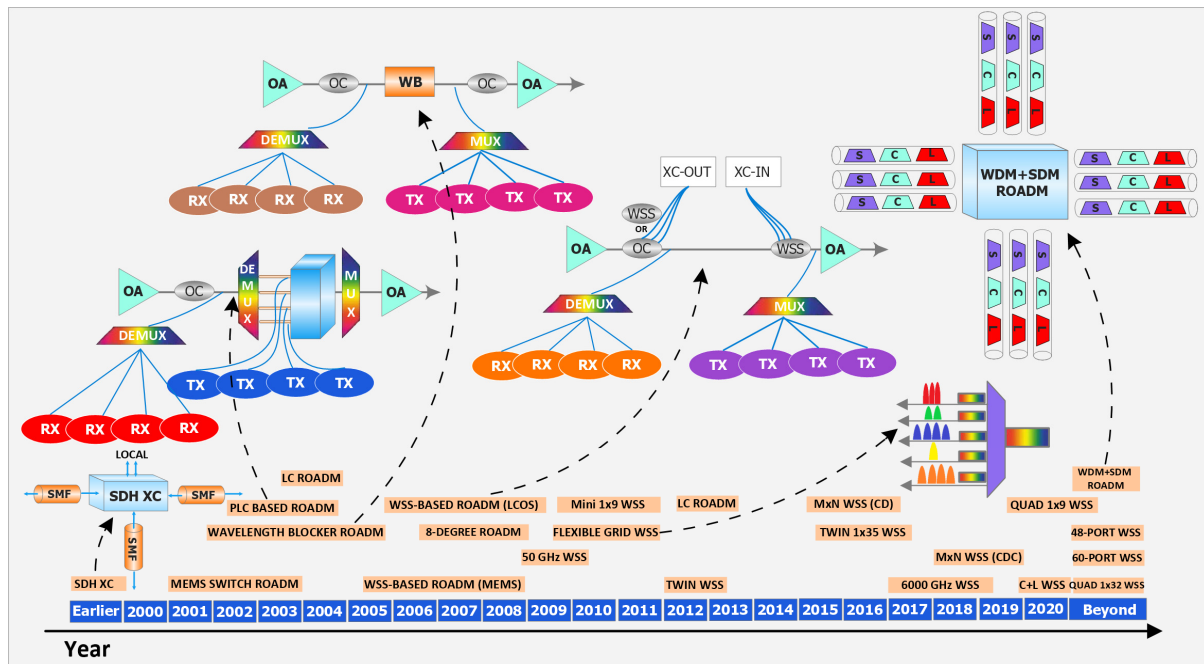 OA
OC
WB
OC
OA
DEMUX
MUX
RX
RX
RX
RX
TX
TX
TX
TX
S
S
S
C
C
C
L
L
L
S
C
L
S
C
L
S
C
L
WDM+SDM
ROADM
S
C
L
S
C
L
S
C
L
S
S
S
C
C
C
L
L
L
XC-OUT
XC-IN
WSS
OR
OA
OC
WSS
OA
DEMUX
MUX
RX
RX
RX
RX
TX
TX
TX
TX
OA
OC
DE
M
U
X
M
U
X
OA
DEMUX
TX
TX
TX
TX
RX
RX
RX
RX
LOCAL
SMF
SDH XC
SMF
SMF
LC ROADM
WDM+SDM
ROADM
PLC BASED ROADM
WSS-BASED ROADM (LCOS)
Mini 1x9 WSS
LC ROADM
MxN WSS (CD)
QUAD 1x9 WSS
WAVELENGTH BLOCKER ROADM
8-DEGREE ROADM
FLEXIBLE GRID WSS
TWIN 1x35 WSS
48-PORT WSS
50 GHz WSS
MxN WSS (CDC)
60-PORT WSS
SDH XC
MEMS SWITCH ROADM
WSS-BASED ROADM (MEMS)
TWIN WSS
6000 GHz WSS
C+L WSS
QUAD 1x32 WSS
Earlier 2000 2001 2002 2003 2004 2005 2006 2007 2008 2009 2010 2011 2012 2013 2014 2015 2016 2017 2018 2019 2020 Beyond
Year